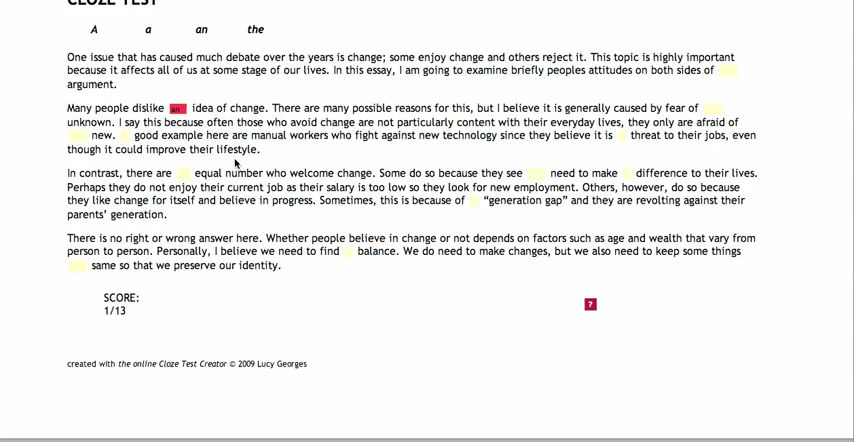 CLOZE TEST
A a an the
One issue that has caused much debate over the years is change; some enjoy change and others reject it. This topic is highly important
because it affects all of us at some stage of our lives. In this essay, I am going to examine briefly peoples attitudes on both sides of
argument.
Many people dislike an idea of change. There are many possible reasons for this, but I believe it is generally caused by fear of
unknown. I say this because often those who avoid change are not particularly content with their everyday lives, they only are afraid of
new. good example here are manual workers who fight against new technology since they believe it is threat to their jobs, even
though it could improve their lifestyle.
In contrast, there are equal number who welcome change. Some do so because they see need to make difference to their lives.
Perhaps they do not enjoy their current job as their salary is too low so they look for new employment. Others, however, do so because
they like change for itself and believe in progress. Sometimes, this is because of “generation gap” and they are revolting against their
parents’ generation.
There is no right or wrong answer here. Whether people believe in change or not depends on factors such as age and wealth that vary from
person to person. Personally, I believe we need to find balance. We do need to make changes, but we also need to keep some things
same so that we preserve our identity.
SCORE:
1/13
?
created with the online Cloze Test Creator © 2009 Lucy Georges